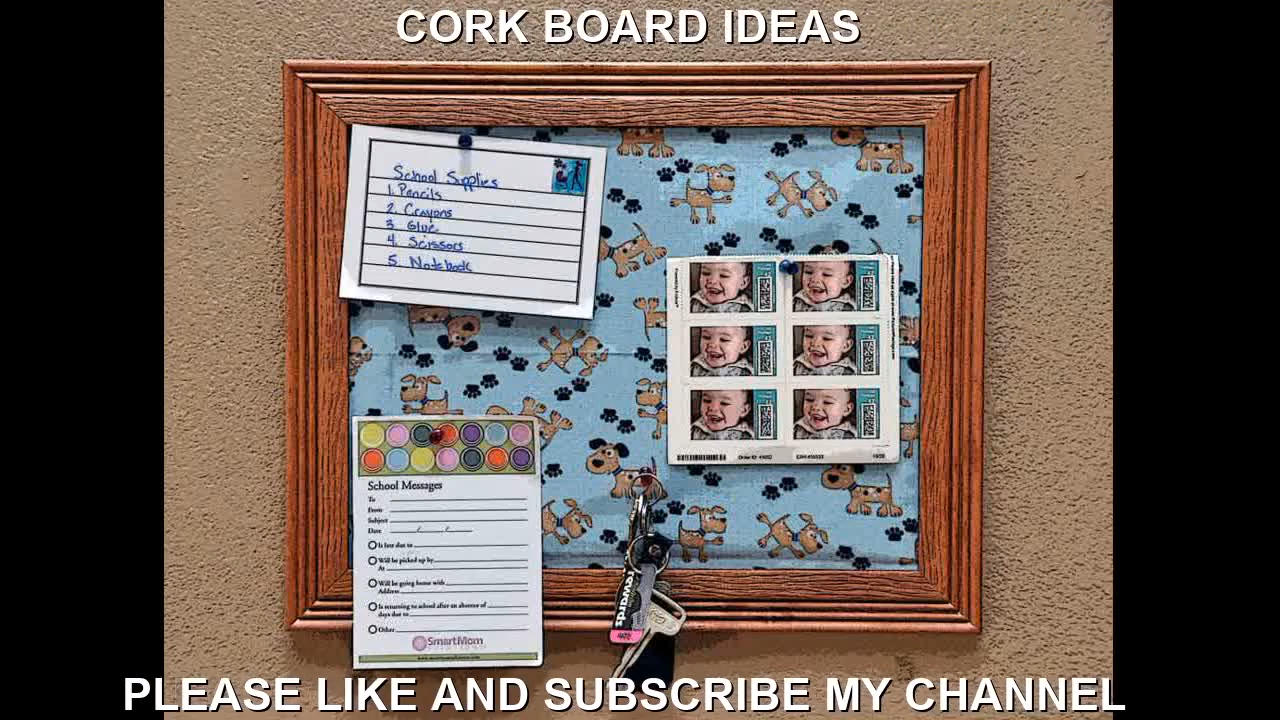 CORK BOARD IDEAS
School Supplies
1. Pencils
2. Crayons
3. Glue
4. Scissors
5. Notebook
School Messages
To
From
Subject
Date / /
Is late due to
Will be picked up by
At
Will be going home with
Address
Is returning to school after an absence of
days due to
Other
SmartMom
PLEASE LIKE AND SUBSCRIBE MY CHANNEL